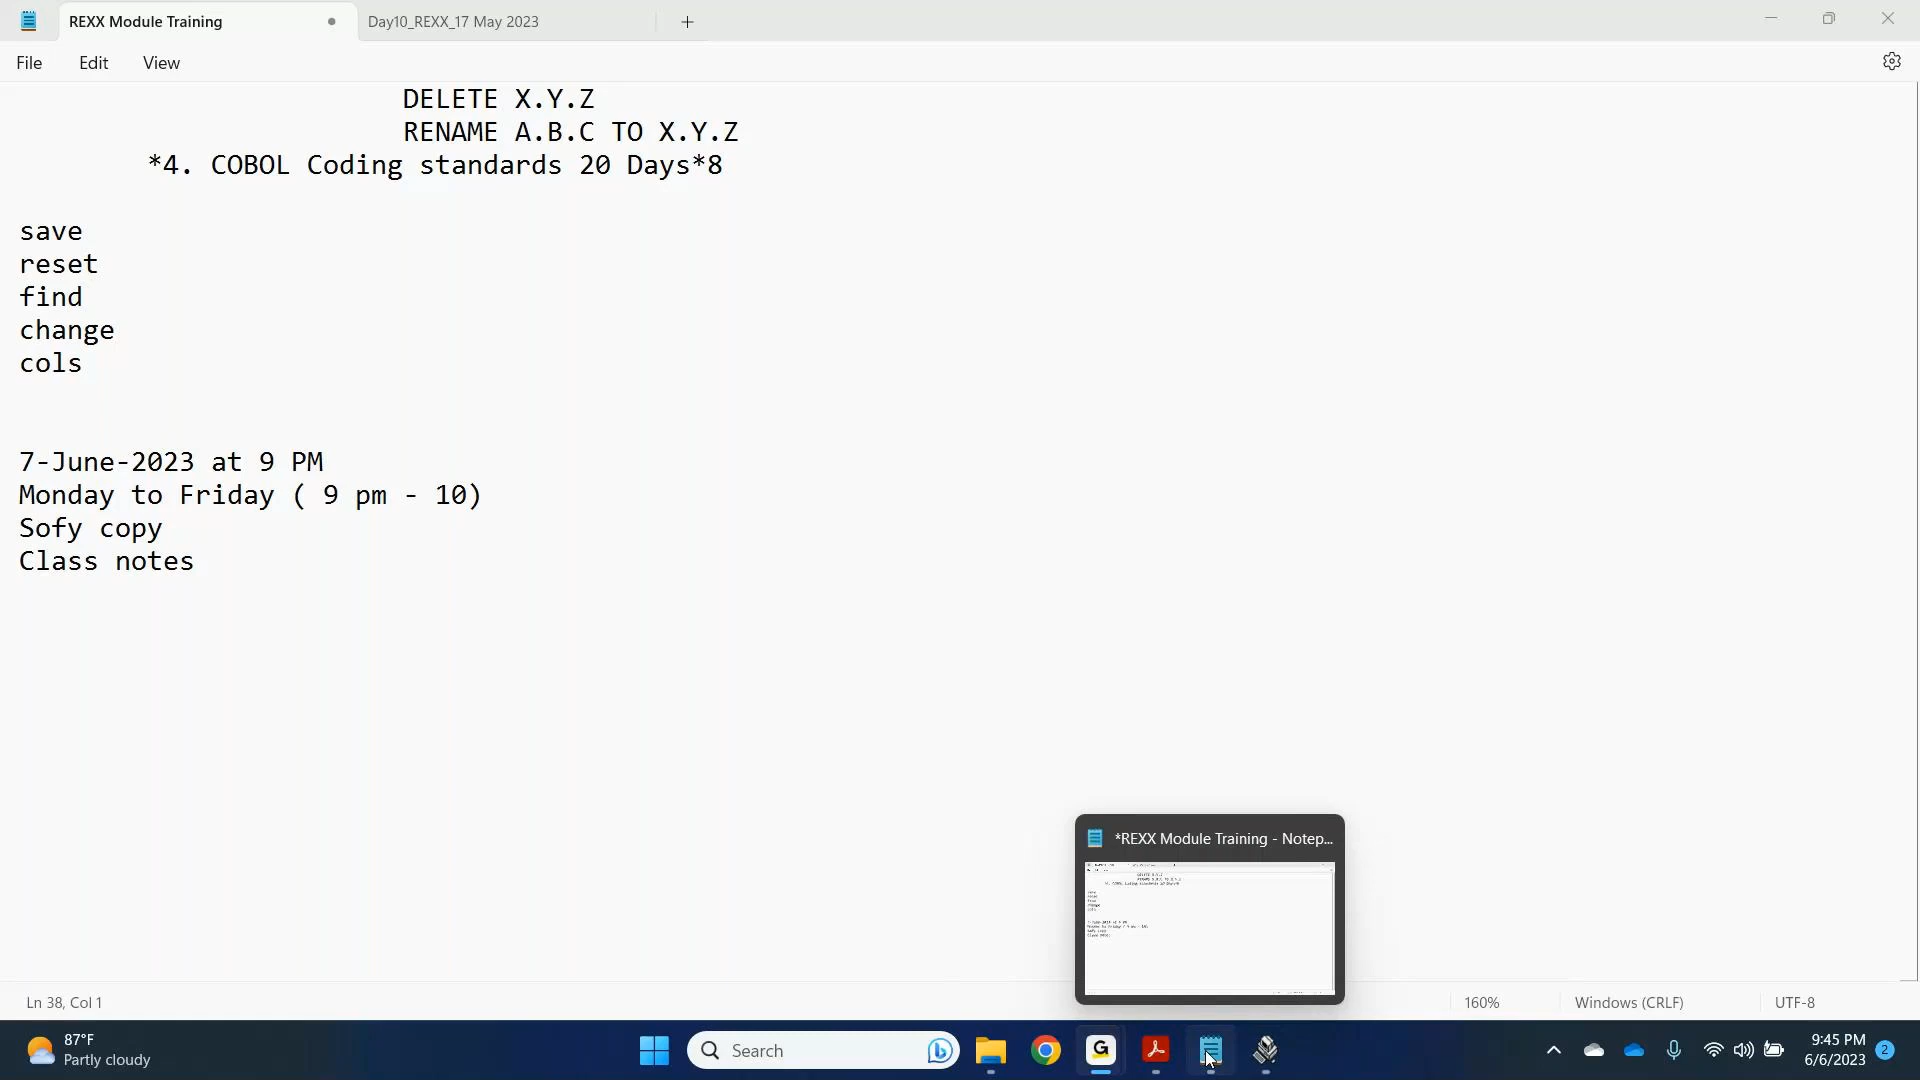 REXX Module Training
Day10_REXX_17 May 2023
File
Edit
View
DELETE X.Y.Z
RENAME A.B.C TO X.Y.Z
*4. COBOL Coding standards 20 Days*8
save
reset
find
change
cols
7-June-2023 at 9 PM
Monday to Friday ( 9 pm - 10)
Sofy copy
Class notes
*REXX Module Training - Notep...
Ln 38, Col 1
160%
Windows (CRLF)
UTF-8
87°F
Partly cloudy
Search
9:45 PM
6/6/2023
2